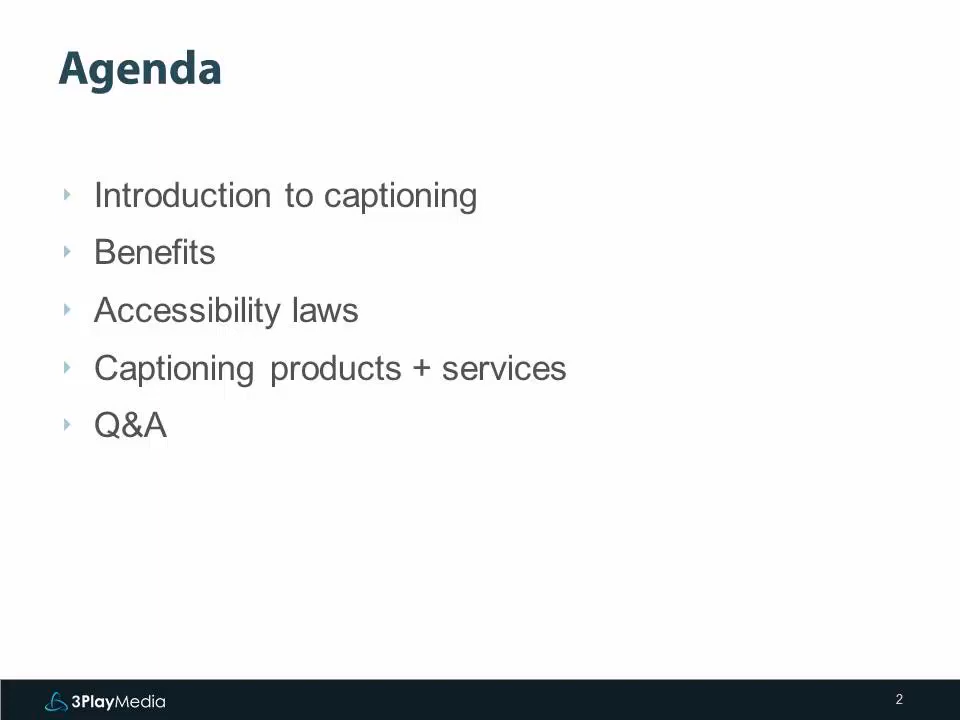 Agenda
Introduction to captioning
Benefits
Accessibility laws
Captioning products + services
Q&A
3PlayMedia
2